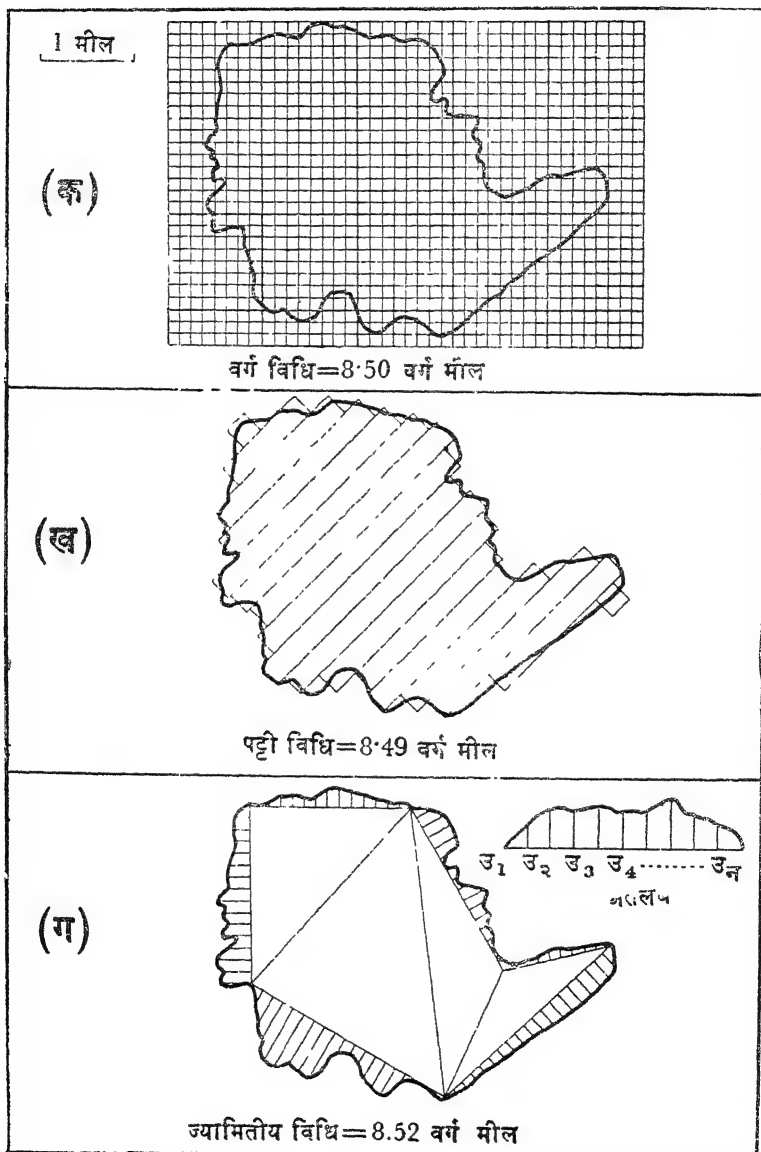 1 मील
(क)
वर्ग विधि=8·50 वर्ग मील
(ख)
पट्टी विधि=8·49 वर्ग मील
उ1 उ2 उ3 उ4........ उन
(ग)
ज्यामितीय विधि=8.52 वर्ग मील